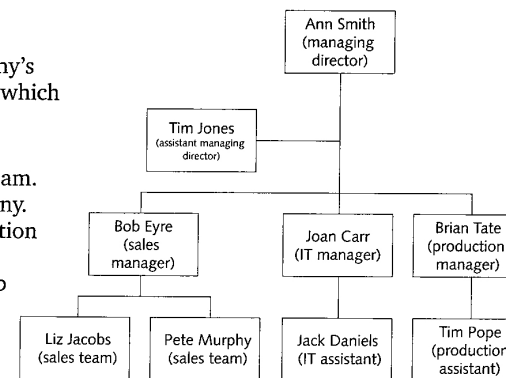 Ann Smith
(managing
director)
ny's
which
Tim Jones
(assistant managing
director)
am.
ny.
tion
Bob Eyre
(sales
manager)
Joan Carr
(IT manager)
Brian Tate
(production
manager)
Liz Jacobs
(sales team)
Pete Murphy
(sales team)
Jack Daniels
(IT assistant)
Tim Pope
(production
assistant)